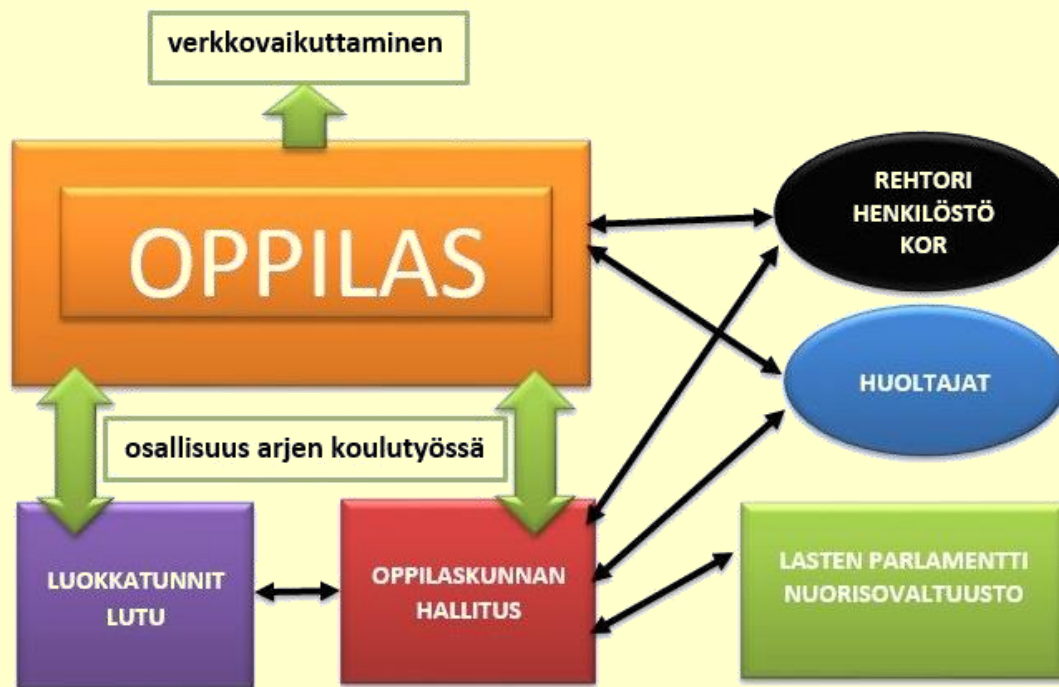 verkkovaikuttaminen
OPPILAS
REHTORI
HENKILÖSTÖ
KOR
HUOLTAJAT
osallisuus arjen koulutyössä
LUOKKATUNNIT
LUTU
OPPILASKUNNAN
HALLITUS
LASTEN PARLAMENTTI
NUORISOVALTUUSTO